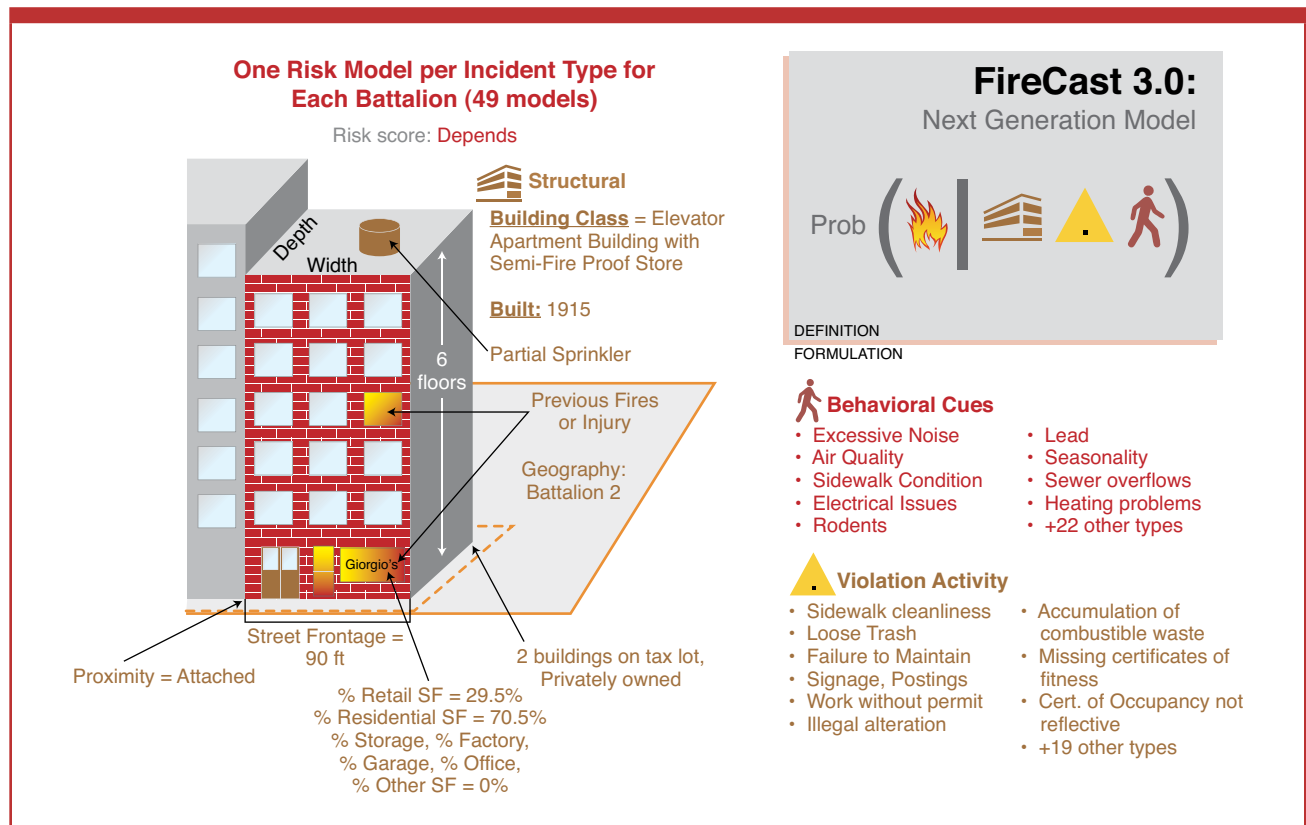 One Risk Model per Incident Type for
Each Battalion (49 models)
Risk score: Depends
Structural
Building Class = Elevator
Apartment Building with
Semi-Fire Proof Store
Built: 1915
Partial Sprinkler
Depth
Width
6
floors
Previous Fires
or Injury
Geography:
Battalion 2
Giorgio's
Street Frontage =
90 ft
Proximity = Attached
2 buildings on tax lot,
Privately owned
% Retail SF = 29.5%
% Residential SF = 70.5%
% Storage, % Factory,
% Garage, % Office,
% Other SF = 0%
FireCast 3.0:
Next Generation Model
Prob ( | )
DEFINITION
FORMULATION
Behavioral Cues
• Excessive Noise
• Air Quality
• Sidewalk Condition
• Electrical Issues
• Rodents
• Lead
• Seasonality
• Sewer overflows
• Heating problems
• +22 other types
Violation Activity
• Sidewalk cleanliness
• Loose Trash
• Failure to Maintain
• Signage, Postings
• Work without permit
• Illegal alteration
• Accumulation of
combustible waste
• Missing certificates of
fitness
• Cert. of Occupancy not
reflective
• +19 other types